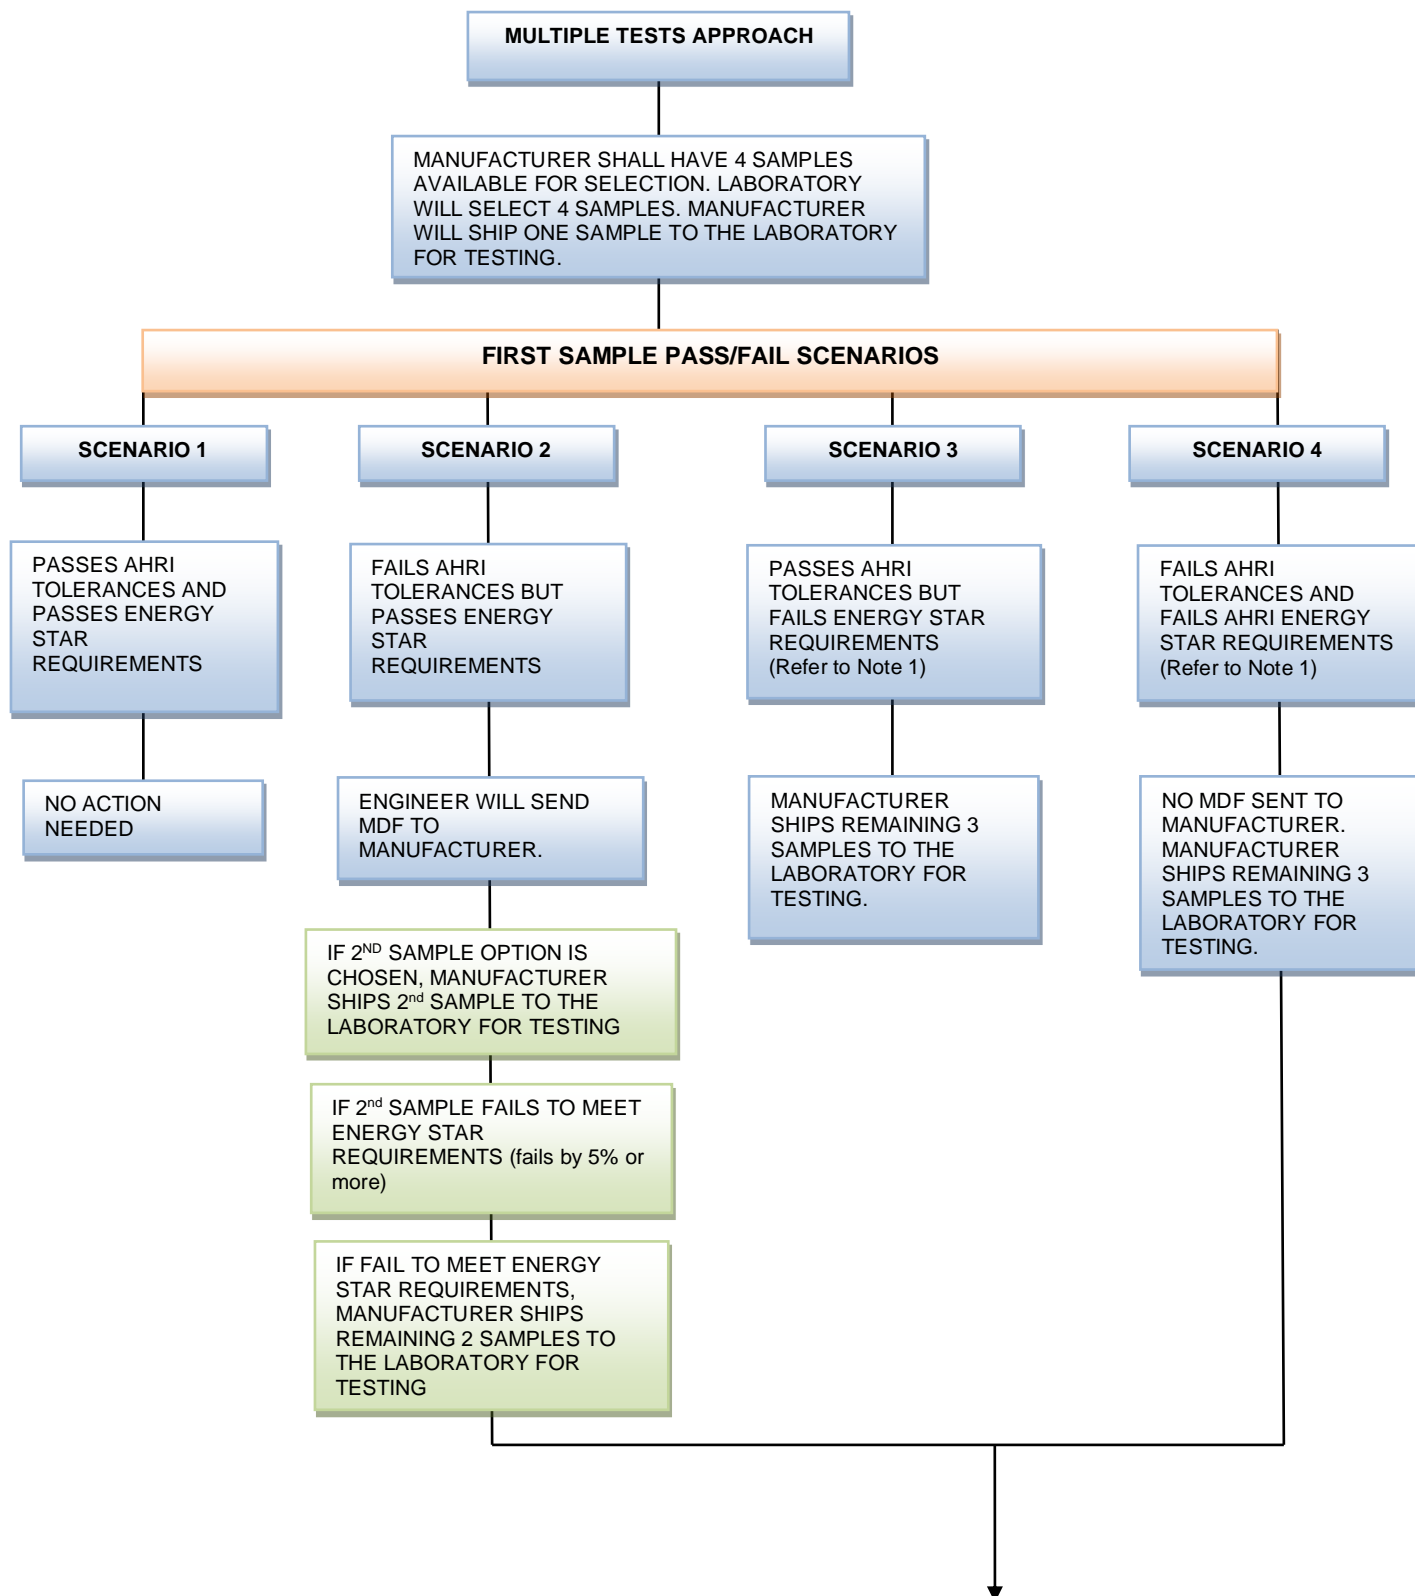 MULTIPLE TESTS APPROACH
MANUFACTURER SHALL HAVE 4 SAMPLES
AVAILABLE FOR SELECTION. LABORATORY
WILL SELECT 4 SAMPLES. MANUFACTURER
WILL SHIP ONE SAMPLE TO THE LABORATORY
FOR TESTING.
FIRST SAMPLE PASS/FAIL SCENARIOS
SCENARIO 1
PASSES AHRI
TOLERANCES AND
PASSES ENERGY
STAR
REQUIREMENTS
NO ACTION
NEEDED
SCENARIO 2
FAILS AHRI
TOLERANCES BUT
PASSES ENERGY
STAR
REQUIREMENTS
ENGINEER WILL SEND
MDF TO
MANUFACTURER.
IF 2ND SAMPLE OPTION IS
CHOSEN, MANUFACTURER
SHIPS 2nd SAMPLE TO THE
LABORATORY FOR TESTING
IF 2nd SAMPLE FAILS TO MEET
ENERGY STAR
REQUIREMENTS (fails by 5% or
more)
IF FAIL TO MEET ENERGY
STAR REQUIREMENTS,
MANUFACTURER SHIPS
REMAINING 2 SAMPLES TO
THE LABORATORY FOR
TESTING
SCENARIO 3
PASSES AHRI
TOLERANCES BUT
FAILS ENERGY STAR
REQUIREMENTS
(Refer to Note 1)
MANUFACTURER
SHIPS REMAINING 3
SAMPLES TO THE
LABORATORY FOR
TESTING.
SCENARIO 4
FAILS AHRI
TOLERANCES AND
FAILS AHRI ENERGY
STAR REQUIREMENTS
(Refer to Note 1)
NO MDF SENT TO
MANUFACTURER.
MANUFACTURER
SHIPS REMAINING 3
SAMPLES TO THE
LABORATORY FOR
TESTING.